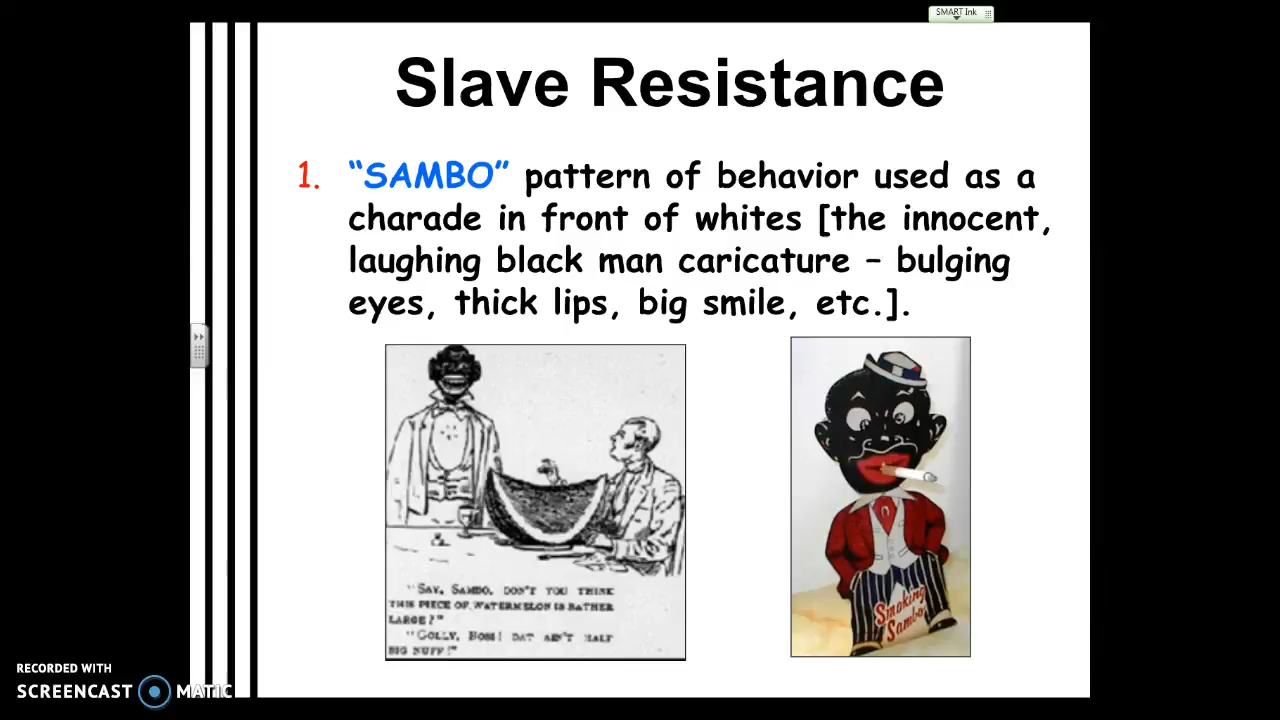 SMART Ink
Slave Resistance
1. “SAMBO” pattern of behavior used as a
charade in front of whites [the innocent,
laughing black man caricature – bulging
eyes, thick lips, big smile, etc.].
"SAY, SAMBO, DON'T YOU THINK
THIS PIECE OF WATERMELON IS RATHER
LARGE?"
"GOLLY, BOSS! DAT AIN'T HALF
BIG NUFF!"
Smoking
Sambo
RECORDED WITH
SCREENCAST MATIC